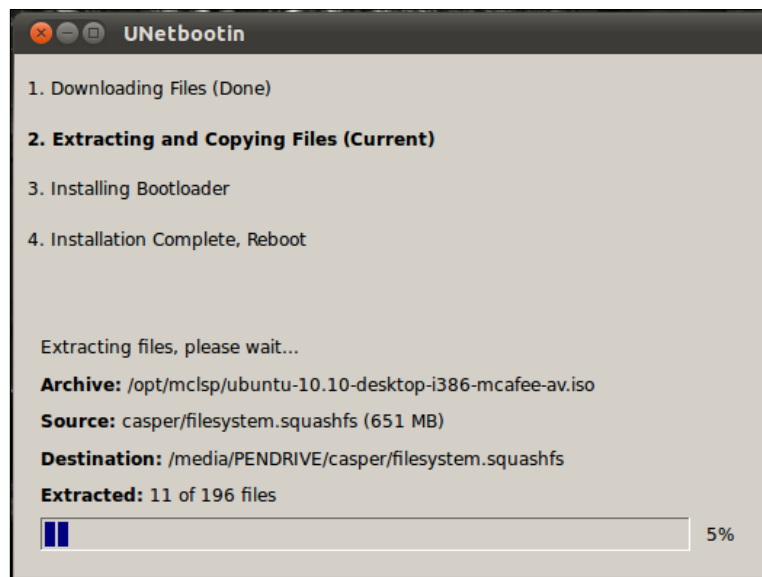 UNetbootin
1. Downloading Files (Done)
2. Extracting and Copying Files (Current)
3. Installing Bootloader
4. Installation Complete, Reboot
Extracting files, please wait...
Archive: /opt/mclsp/ubuntu-10.10-desktop-i386-mcafee-av.iso
Source: casper/filesystem.squashfs (651 MB)
Destination: /media/PENDRIVE/casper/filesystem.squashfs
Extracted: 11 of 196 files
5%